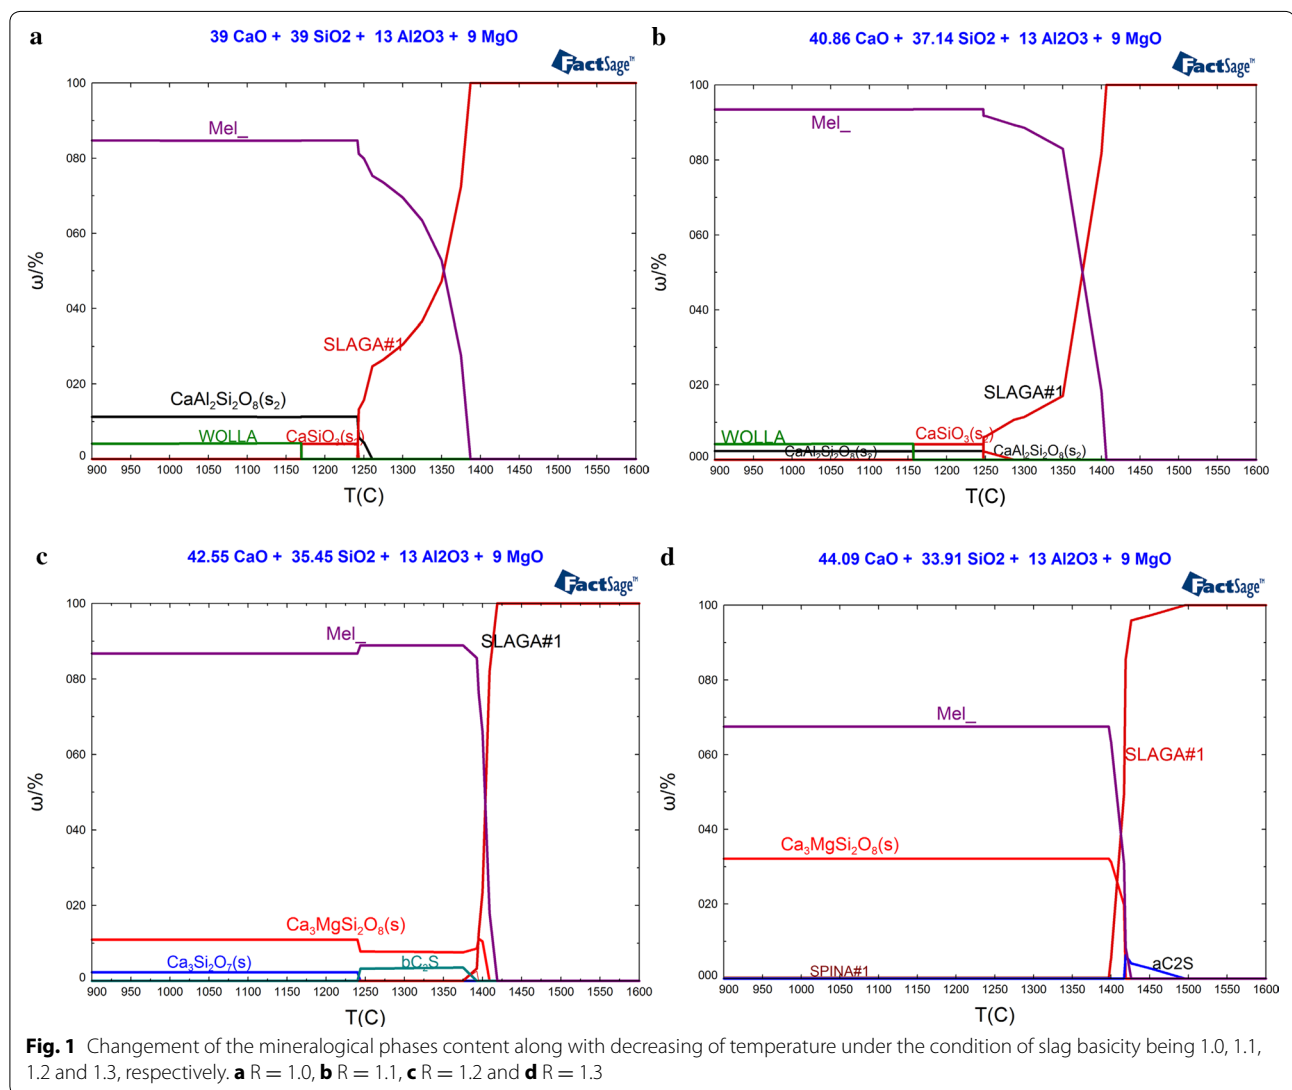 a
39 CaO + 39 SiO2 + 13 Al2O3 + 9 MgO
FactSage™
100
080
060
040
020
0
ω/%
Mel_
SLAGA#1
CaAl₂Si₂O₈(s₂)
WOLLA
CaSiO₃(s₂)
900 950 1000 1050 1100 1150 1200 1250 1300 1350 1400 1450 1500 1550 1600
T(C)
b
40.86 CaO + 37.14 SiO2 + 13 Al2O3 + 9 MgO
FactSage™
100
080
060
040
020
000
ω/%
Mel_
SLAGA#1
WOLLA
CaSiO₃(s₂)
CaAl₂Si₂O₈(s₂)
CaAl₂Si₂O₈(s₂)
900 950 1000 1050 1100 1150 1200 1250 1300 1350 1400 1450 1500 1550 1600
T(C)
c
42.55 CaO + 35.45 SiO2 + 13 Al2O3 + 9 MgO
FactSage™
100
080
060
040
020
0
ω/%
Mel_
SLAGA#1
Ca₃MgSi₂O₈(s)
Ca₃Si₂O₇(s)
bC₂S
900 950 1000 1050 1100 1150 1200 1250 1300 1350 1400 1450 1500 1550 1600
T(C)
d
44.09 CaO + 33.91 SiO2 + 13 Al2O3 + 9 MgO
FactSage™
100
080
060
040
020
000
ω/%
Mel_
SLAGA#1
Ca₃MgSi₂O₈(s)
SPINA#1
aC2S
900 950 1000 1050 1100 1150 1200 1250 1300 1350 1400 1450 1500 1550 1600
T(C)
Fig. 1 Changement of the mineralogical phases content along with decreasing of temperature under the condition of slag basicity being 1.0, 1.1,
1.2 and 1.3, respectively. a R = 1.0, b R = 1.1, c R = 1.2 and d R = 1.3